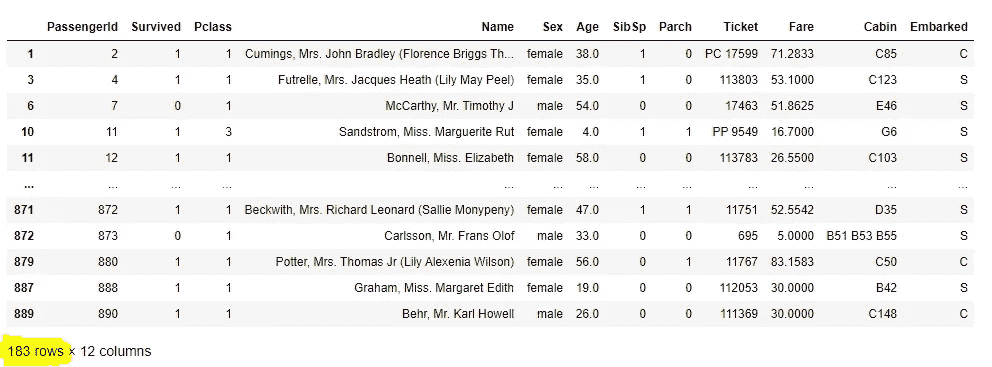 PassengerId Survived Pclass Name Sex Age SibSp Parch Ticket Fare Cabin Embarked
1 2 1 1 Cumings, Mrs. John Bradley (Florence Briggs Th... female 38.0 1 0 PC 17599 71.2833 C85 C
3 4 1 1 Futrelle, Mrs. Jacques Heath (Lily May Peel) female 35.0 1 0 113803 53.1000 C123 S
6 7 0 1 McCarthy, Mr. Timothy J male 54.0 0 0 17463 51.8625 E46 S
10 11 1 3 Sandstrom, Miss. Marguerite Rut female 4.0 1 1 PP 9549 16.7000 G6 S
11 12 1 1 Bonnell, Miss. Elizabeth female 58.0 0 0 113783 26.5500 C103 S
... ... ... ... ... ... ... ... ... ... ... ... ...
871 872 1 1 Beckwith, Mrs. Richard Leonard (Sallie Monypeny) female 47.0 1 1 11751 52.5542 D35 S
872 873 0 1 Carlsson, Mr. Frans Olof male 33.0 0 0 695 5.0000 B51 B53 B55 S
879 880 1 1 Potter, Mrs. Thomas Jr (Lily Alexenia Wilson) female 56.0 0 1 11767 83.1583 C50 C
887 888 1 1 Graham, Miss. Margaret Edith female 19.0 0 0 112053 30.0000 B42 S
889 890 1 1 Behr, Mr. Karl Howell male 26.0 0 0 111369 30.0000 C148 C
183 rows × 12 columns